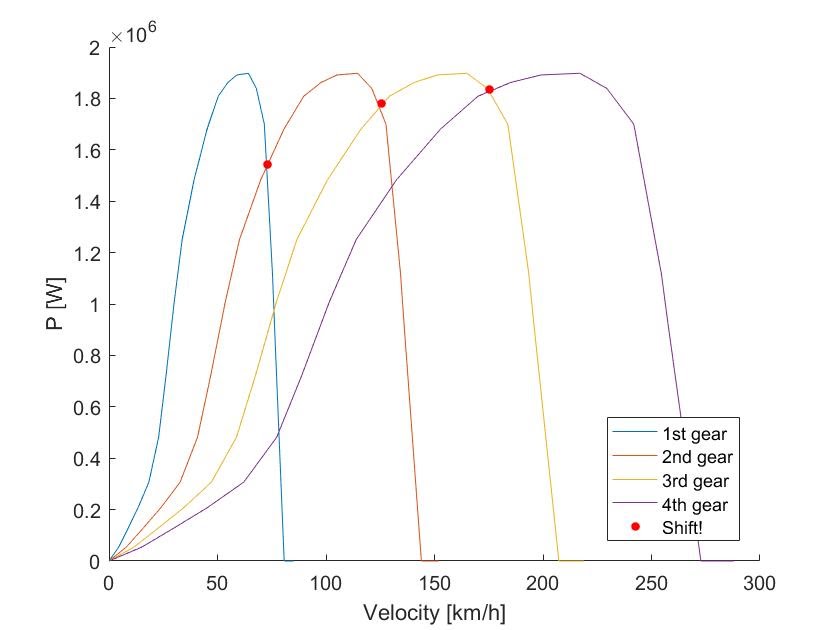 ×10^6
2
1.8
1.6
1.4
1.2
1
0.8
0.6
0.4
0.2
0
P [W]
0 50 100 150 200 250 300
Velocity [km/h]
1st gear
2nd gear
3rd gear
4th gear
Shift!